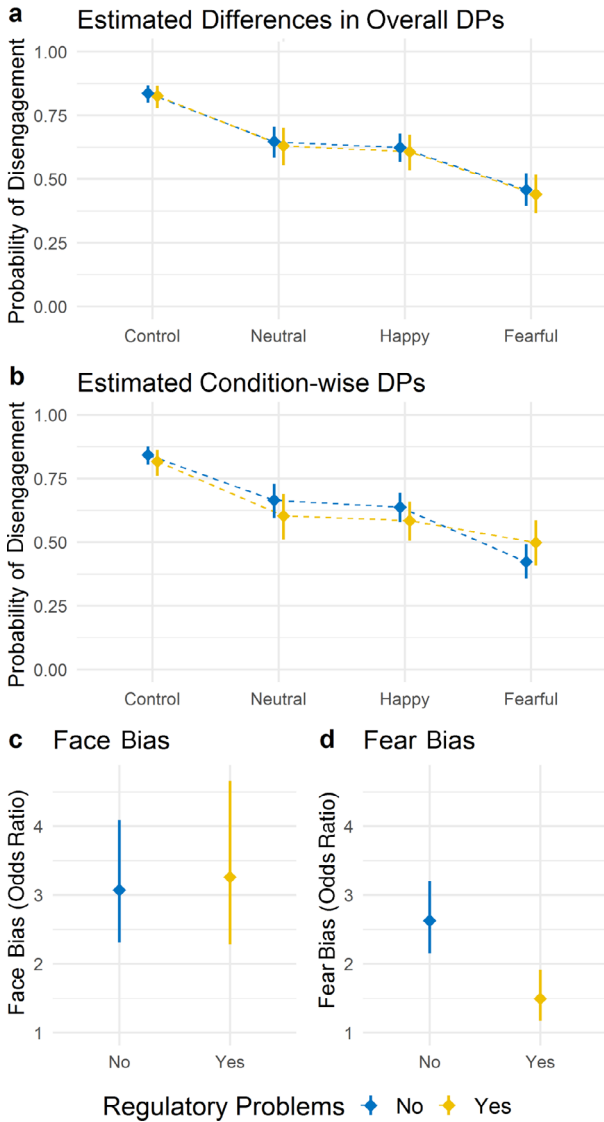 a Estimated Differences in Overall DPs
Probability of Disengagement
1.00
0.75
0.50
0.25
0.00
Control Neutral Happy Fearful
b Estimated Condition-wise DPs
Probability of Disengagement
1.00
0.75
0.50
0.25
0.00
Control Neutral Happy Fearful
c Face Bias
Face Bias (Odds Ratio)
4
3
2
1
No Yes
d Fear Bias
Fear Bias (Odds Ratio)
4
3
2
1
No Yes
Regulatory Problems No Yes